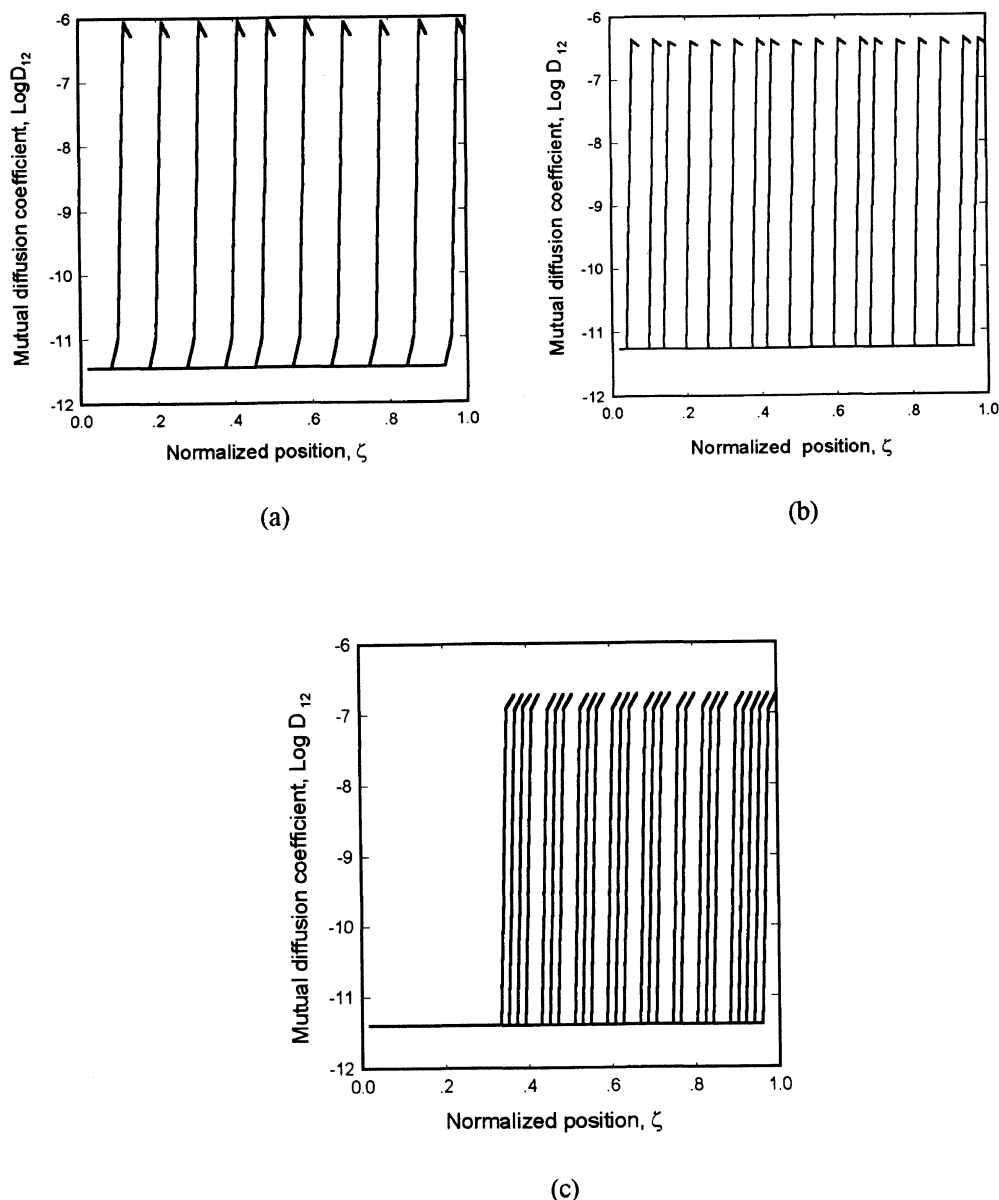 Mutual diffusion coefficient, LogD12
-6
-7
-8
-9
-10
-11
-12
0.0 .2 .4 .6 .8 1.0
Normalized position, ζ
(a)
Mutual diffusion coefficient, Log D 12
-6
-7
-8
-9
-10
-11
-12
0.0 .2 .4 .6 .8 1.0
Normalized position, ζ
(b)
Mutual diffusion coefficient, Log D 12
-6
-7
-8
-9
-10
-11
-12
0.0 .2 .4 .6 .8 1.0
Normalized position, ζ
(c)